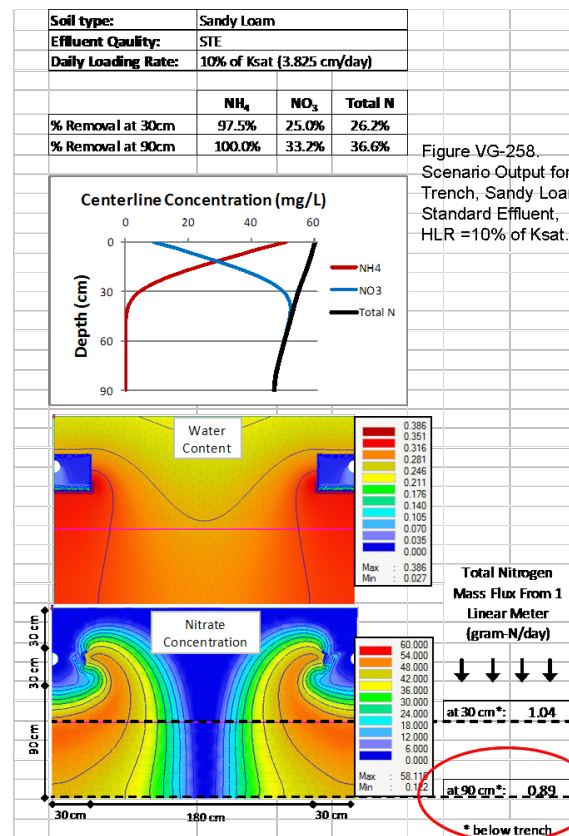 Soil type: Sandy Loam
Effluent Qaulity: STE
Daily Loading Rate: 10% of Ksat (3.825 cm/day)
NH4 NO3 Total N
% Removal at 30cm 97.5% 25.0% 26.2%
% Removal at 90cm 100.0% 33.2% 36.6%
Figure VG-258.
Scenario Output for
Trench, Sandy Loa
Standard Effluent,
HLR =10% of Ksat.
Centerline Concentration (mg/L)
0 20 40 60
0
30
60
90
Depth (cm)
NH4
NO3
Total N
Water
Content
0.386
0.351
0.316
0.281
0.246
0.211
0.176
0.140
0.105
0.070
0.035
0.000
Max : 0.386
Min : 0.027
Total Nitrogen
Mass Flux From 1
Linear Meter
(gram-N/day)
Nitrate
Concentration
30 cm
30 cm
90 cm
60.000
54.000
48.000
42.000
36.000
30.000
24.000
18.000
12.000
6.000
0.000
Max : 58.116
Min : 0.122
at 30 cm*: 1.04
at 90 cm*: 0.89
30 cm 180 cm 30 cm
* below trench